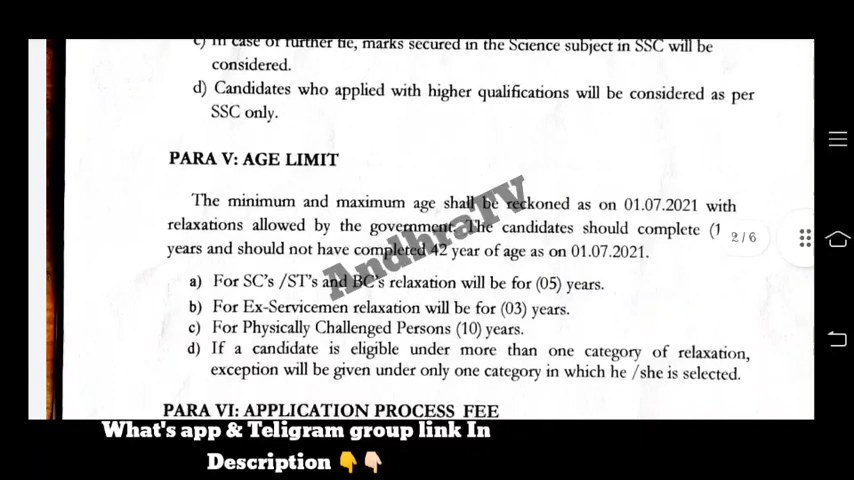 c) In case of further tie, marks secured in the Science subject in SSC will be
considered.
d) Candidates who applied with higher qualifications will be considered as per
SSC only.
PARA V: AGE LIMIT
The minimum and maximum age shall be reckoned as on 01.07.2021 with
relaxations allowed by the government. The candidates should complete (1
years and should not have completed 42 year of age as on 01.07.2021.
2/6
a) For SC's /ST's and BC's relaxation will be for (05) years.
b) For Ex-Servicemen relaxation will be for (03) years.
c) For Physically Challenged Persons (10) years.
d) If a candidate is eligible under more than one category of relaxation,
exception will be given under only one category in which he /she is selected.
PARA VI: APPLICATION PROCESS FEE
AndhraTV
What's app & Teligram group link In
Description 👇👇🏻